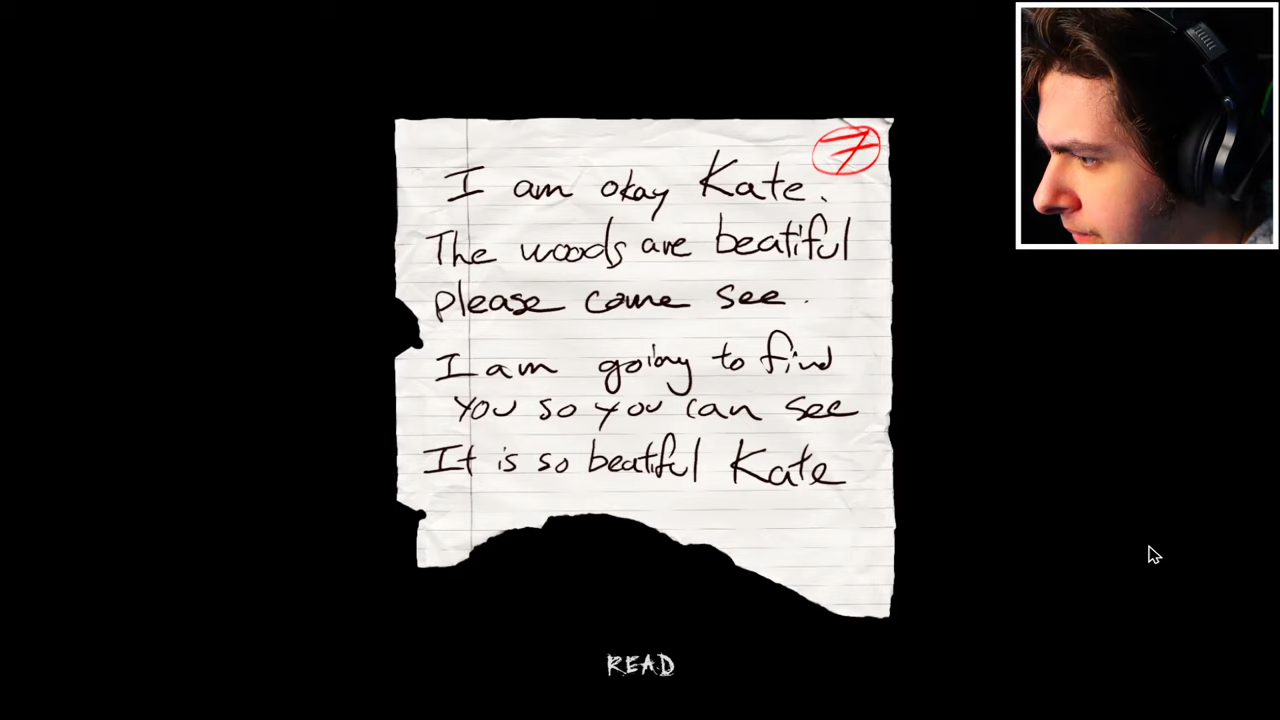 7
I am okay Kate.
The woods are beatiful
please come see.
I am going to find
you so you can see
It is so beatiful Kate
READ